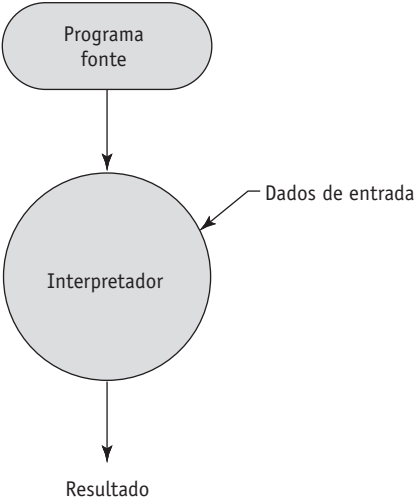 Programa
fonte
Dados de entrada
Interpretador
Resultado